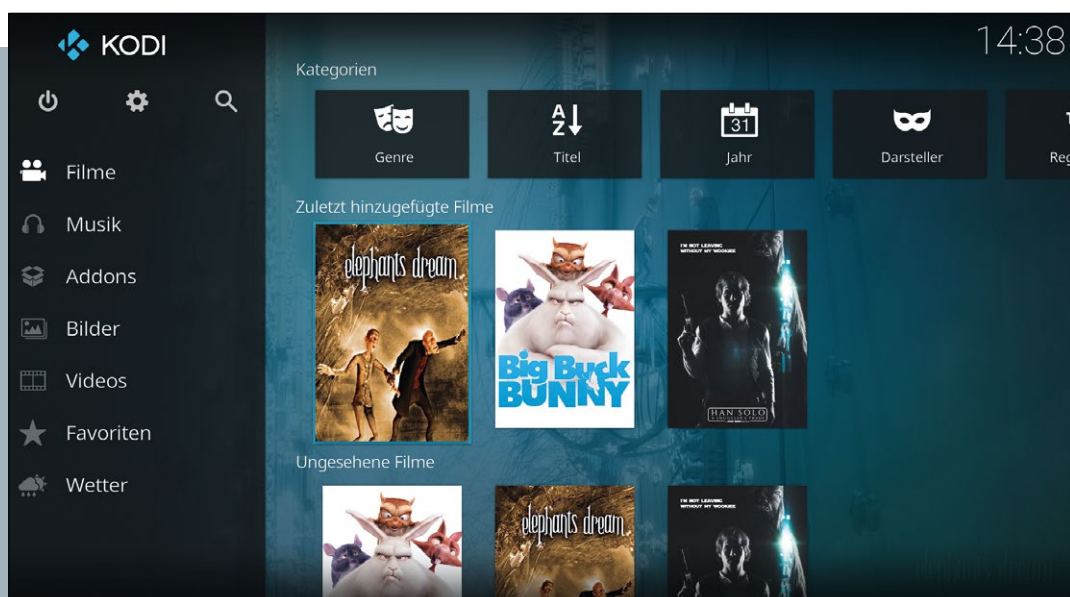 KODI
14:38
Kategorien
Genre
Titel
Jahr
Darsteller
Filme
Musik
Addons
Bilder
Videos
Favoriten
Wetter
Zuletzt hinzugefügte Filme
elephants dream
Big Buck
BUNNY
I'M NOT LEAVING
WITHOUT MY WOOKIEE
HAN SOLO
Ungesehene Filme
elephants dream
I'M NOT LEAVING
WITHOUT MY WOOKIEE